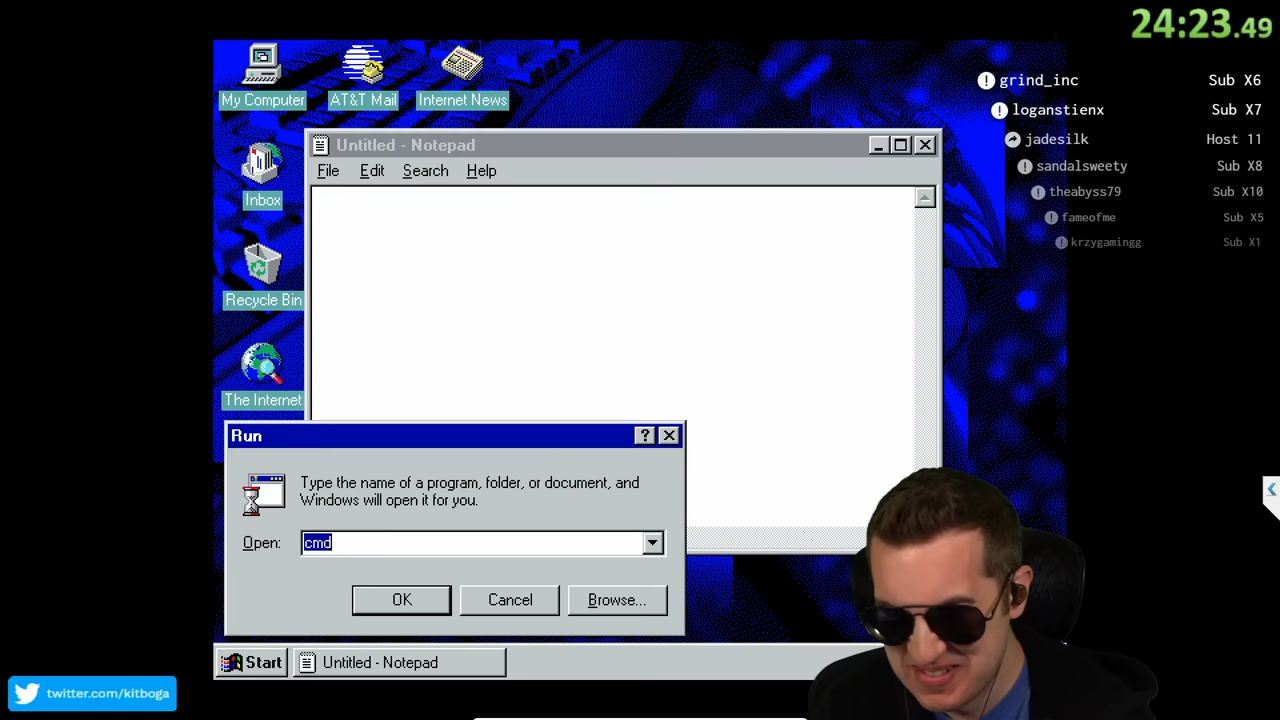 24:23.49
grind_inc Sub X6
loganstienx Sub X7
jadesilk Host 11
sandalsweety Sub X8
theabyss79 Sub X10
fameofme Sub X5
krzygamingg Sub X1
My Computer
AT&T Mail
Internet News
Inbox
Recycle Bin
The Internet
Untitled - Notepad
File Edit Search Help
Run
Type the name of a program, folder, or document, and
Windows will open it for you.
Open: cmd
OK Cancel Browse...
Start Untitled - Notepad
twitter.com/kitboga